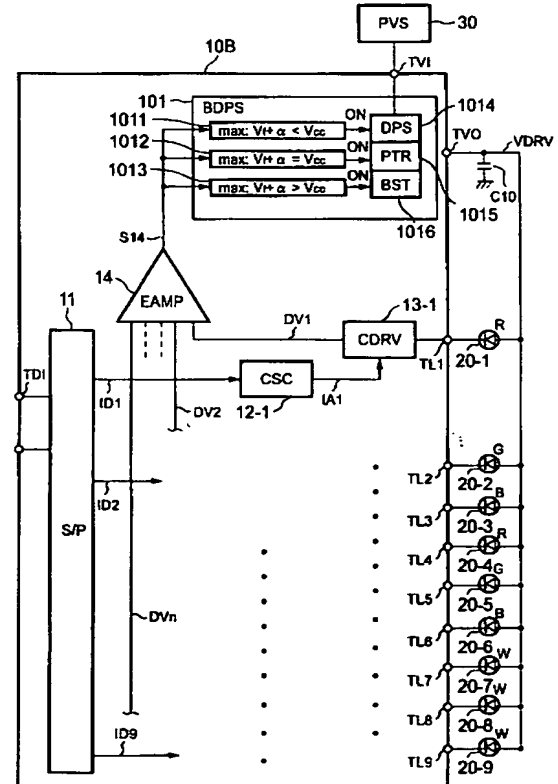 PVS
30
10B
TVI
101
BDPS
1011
max: Vf+ α < Vcc
ON
DPS
1014
1012
max: Vf+ α = Vcc
ON
PTR
1015
1013
max: Vf+ α > Vcc
ON
BST
1016
TVO
VDRV
C10
S14
14
EAMP
11
S/P
TDI
DV1
CDRV
13-1
TL1
R
20-1
ID1
CSC
12-1
IA1
DV2
ID2
DVn
ID9
TL2
G
20-2
TL3
B
20-3
TL4
R
20-4
TL5
G
20-5
TL6
B
20-6
TL7
W
20-7
TL8
W
20-8
TL9
W
20-9